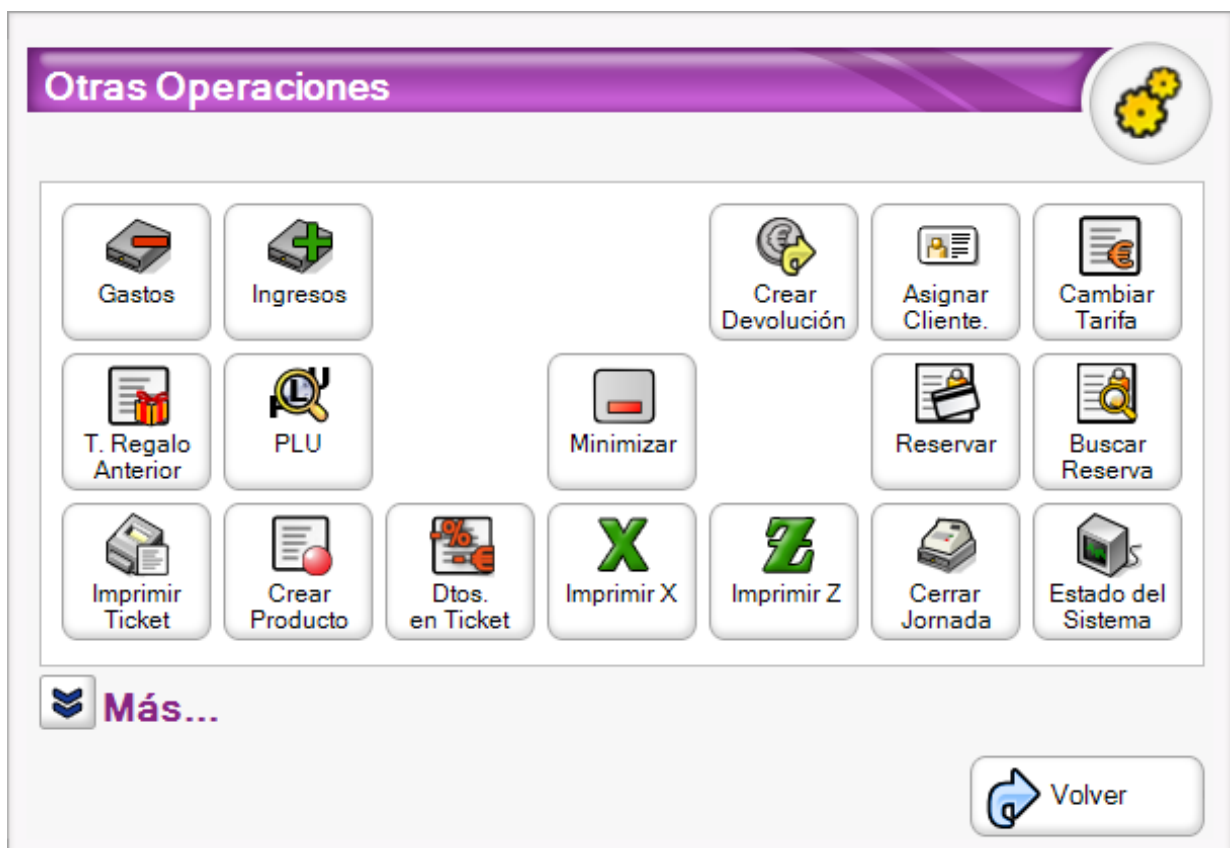 Otras Operaciones
Gastos
Ingresos
Crear
Devolución
Asignar
Cliente.
Cambiar
Tarifa
T. Regalo
Anterior
PLU
Minimizar
Reservar
Buscar
Reserva
Imprimir
Ticket
Crear
Producto
Dtos.
en Ticket
Imprimir X
Imprimir Z
Cerrar
Jornada
Estado del
Sistema
Más...
Volver